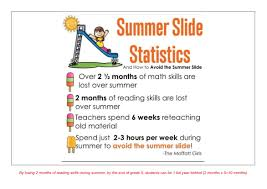 Summer Slide
Statistics
And How to Avoid the Summer Slide
Over 2 ½ months of math skills are
lost over summer
2 months of reading skills are lost
over summer
Teachers spend 6 weeks reteaching
old material
Spend just 2-3 hours per week during
summer to avoid the summer slide!
-The Moffatt Girls
By losing 2 months of reading skills during summer, by the end of grade 5, students can be 1 full year behind (2 months x 5=10 months)